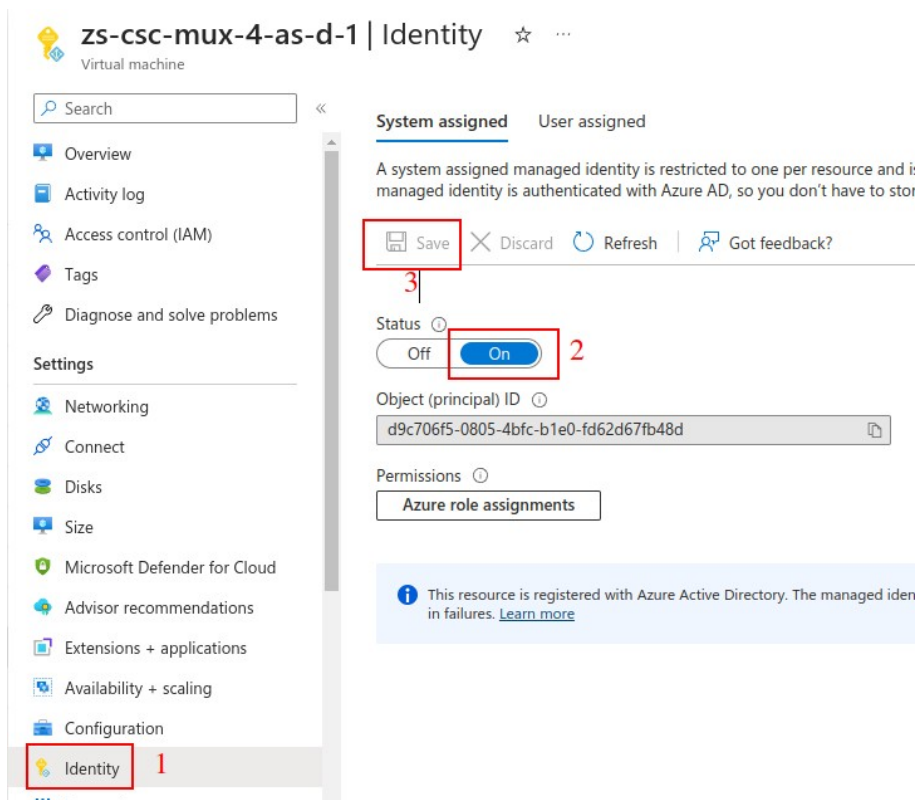 zs-csc-mux-4-as-d-1 | Identity
Virtual machine
Search
Overview
Activity log
Access control (IAM)
Tags
Diagnose and solve problems
Settings
Networking
Connect
Disks
Size
Microsoft Defender for Cloud
Advisor recommendations
Extensions + applications
Availability + scaling
Configuration
Identity
1
System assigned User assigned
A system assigned managed identity is restricted to one per resource and is
managed identity is authenticated with Azure AD, so you don't have to stor
Save Discard Refresh Got feedback?
3
Status
Off On
2
Object (principal) ID
d9c706f5-0805-4bfc-b1e0-fd62d67fb48d
Permissions
Azure role assignments
This resource is registered with Azure Active Directory. The managed iden
in failures. Learn more